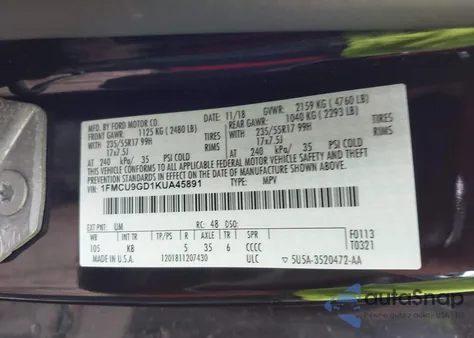 MFD. BY FORD MOTOR CO. 11/18 GVWR: 2159 KG ( 4760 LB)
FRONT GAWR: 1125 KG ( 2480 LB) REAR GAWR: 1040 KG ( 2293 LB)
235/55R17 99H TIRES 235/55R17 99H TIRES
17x7.5J RIMS 17x7.5J RIMS
AT 240 kPa/ 35 PSI COLD AT 240 kPa/ 35 PSI COLD
THIS VEHICLE CONFORMS TO ALL APPLICABLE FEDERAL MOTOR VEHICLE SAFETY AND THEFT
PREVENTION STANDARDS IN EFFECT ON THE DATE OF MANUFACTURE SHOWN ABOVE.
VIN: 1FMCU9GD1KUA45891 TYPE: MPV
EXT PNT: UM RC: 48 DSO: F0113
WB INT TR TP/PS R AXLE TR SPR T0321
105 KB 5 35 6 CCCC
MADE IN U.S.A. 1201811207430 ULC 5U5A-3520472-AA
autoSnap